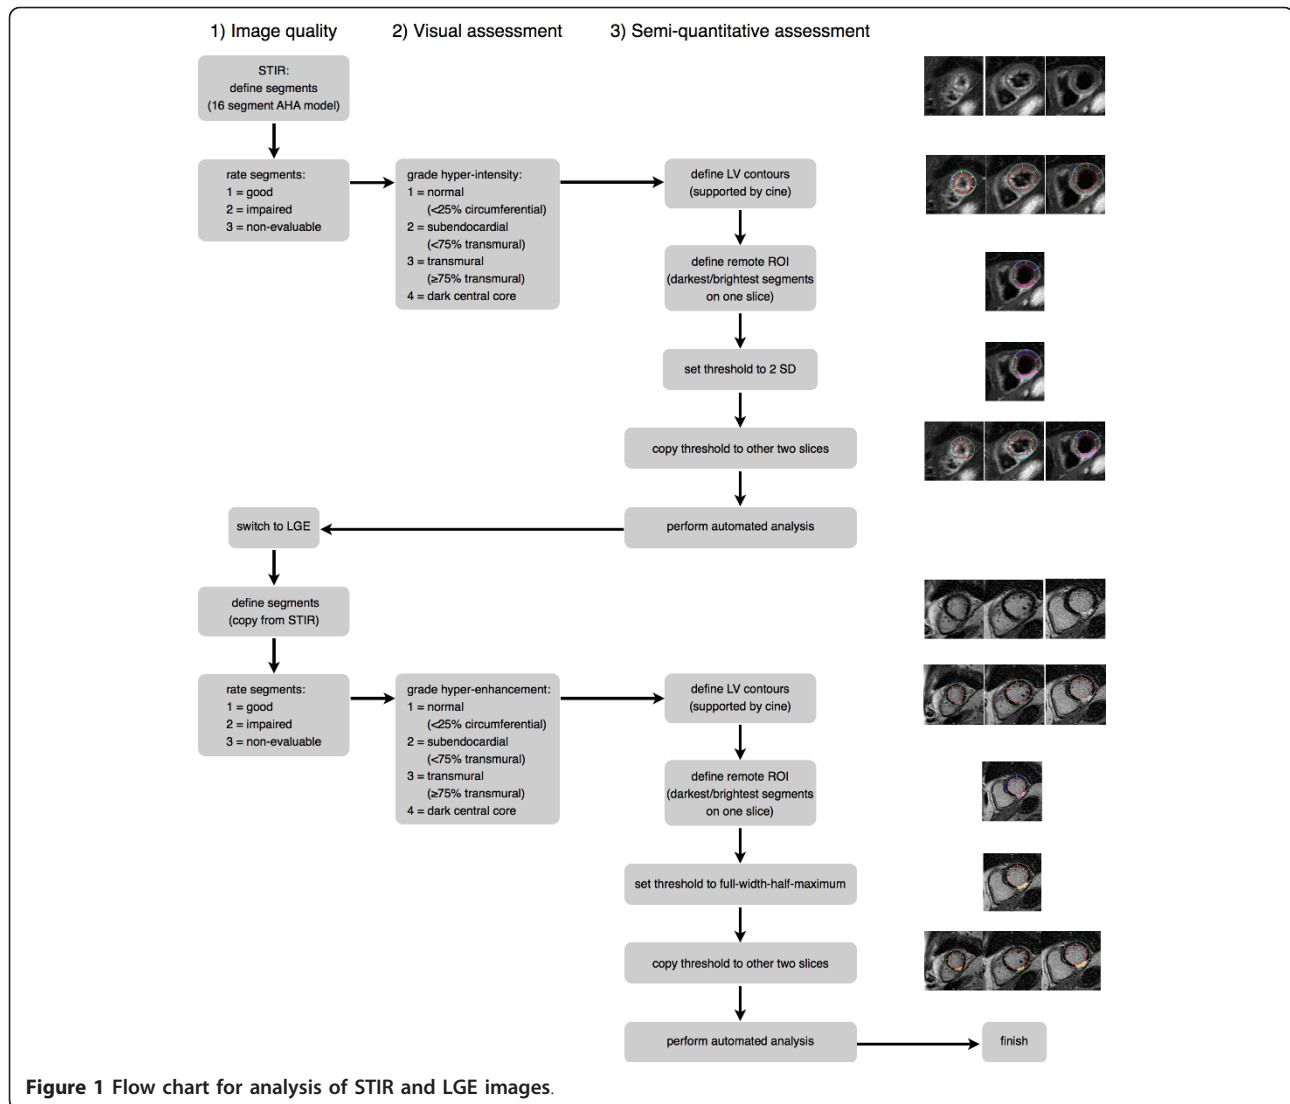 1) Image quality
2) Visual assessment
3) Semi-quantitative assessment
STIR:
define segments
(16 segment AHA model)
rate segments:
1 = good
2 = impaired
3 = non-evaluable
grade hyper-intensity:
1 = normal
(<25% circumferential)
2 = subendocardial
(<75% transmural)
3 = transmural
(≥75% transmural)
4 = dark central core
define LV contours
(supported by cine)
define remote ROI
(darkest/brightest segments
on one slice)
set threshold to 2 SD
copy threshold to other two slices
perform automated analysis
switch to LGE
define segments
(copy from STIR)
rate segments:
1 = good
2 = impaired
3 = non-evaluable
grade hyper-enhancement:
1 = normal
(<25% circumferential)
2 = subendocardial
(<75% transmural)
3 = transmural
(≥75% transmural)
4 = dark central core
define LV contours
(supported by cine)
define remote ROI
(darkest/brightest segments
on one slice)
set threshold to full-width-half-maximum
copy threshold to other two slices
perform automated analysis
finish
Figure 1 Flow chart for analysis of STIR and LGE images.